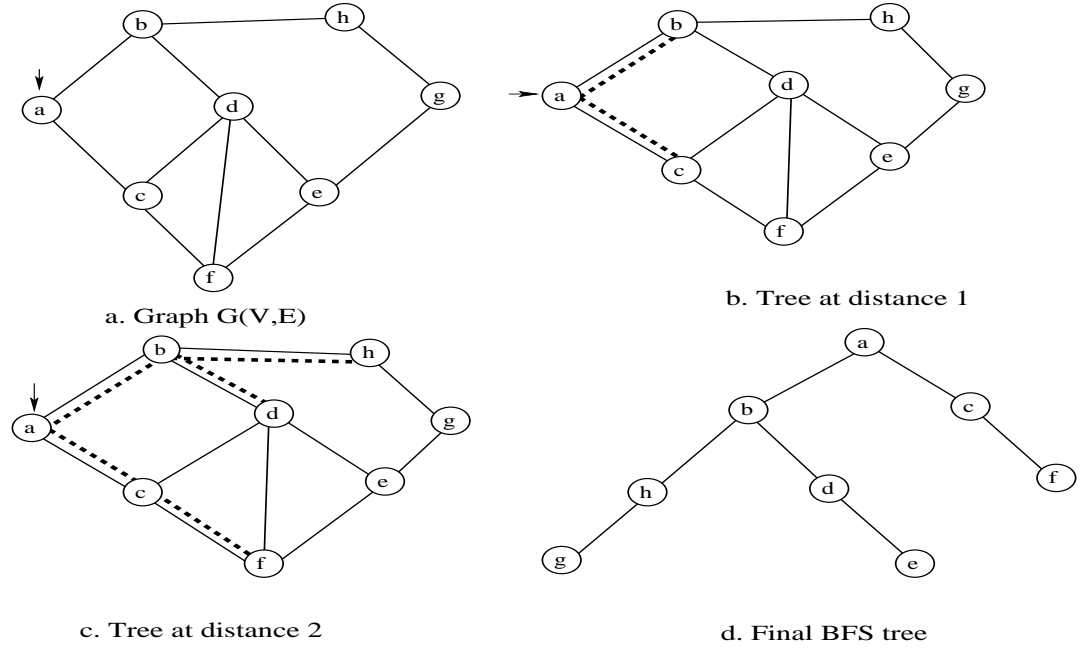 b
h
a
d
g
c
e
f
a. Graph G(V,E)
b
h
a
d
g
c
e
f
b. Tree at distance 1
b
h
a
d
g
c
e
f
c. Tree at distance 2
a
b
c
h
d
f
g
e
d. Final BFS tree